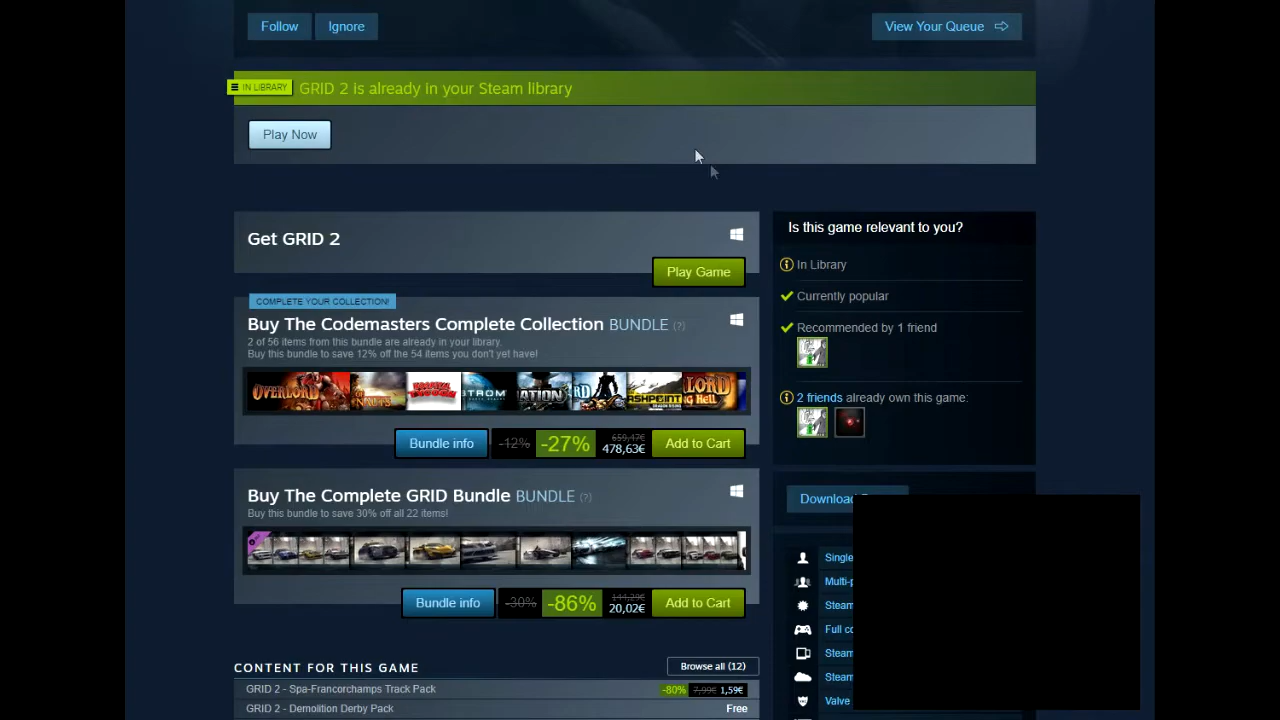 Follow
Ignore
View Your Queue
IN LIBRARY
GRID 2 is already in your Steam library
Play Now
Get GRID 2
Play Game
COMPLETE YOUR COLLECTION!
Buy The Codemasters Complete Collection BUNDLE (?)
2 of 56 items from this bundle are already in your library.
Buy this bundle to save 12% off the 54 items you don't yet have!
OVERLORD
Bundle info
-12%
-27%
659,47€
478,63€
Add to Cart
Buy The Complete GRID Bundle BUNDLE (?)
Buy this bundle to save 30% off all 22 items!
Bundle info
-30%
-86%
144,29€
20,02€
Add to Cart
CONTENT FOR THIS GAME
Browse all (12)
GRID 2 - Spa-Francorchamps Track Pack
-80%
7,99€
1,59€
GRID 2 - Demolition Derby Pack
Free
Is this game relevant to you?
In Library
Currently popular
Recommended by 1 friend
2 friends already own this game:
Download
Single
Multi-p
Steam
Full co
Steam
Steam
Valve